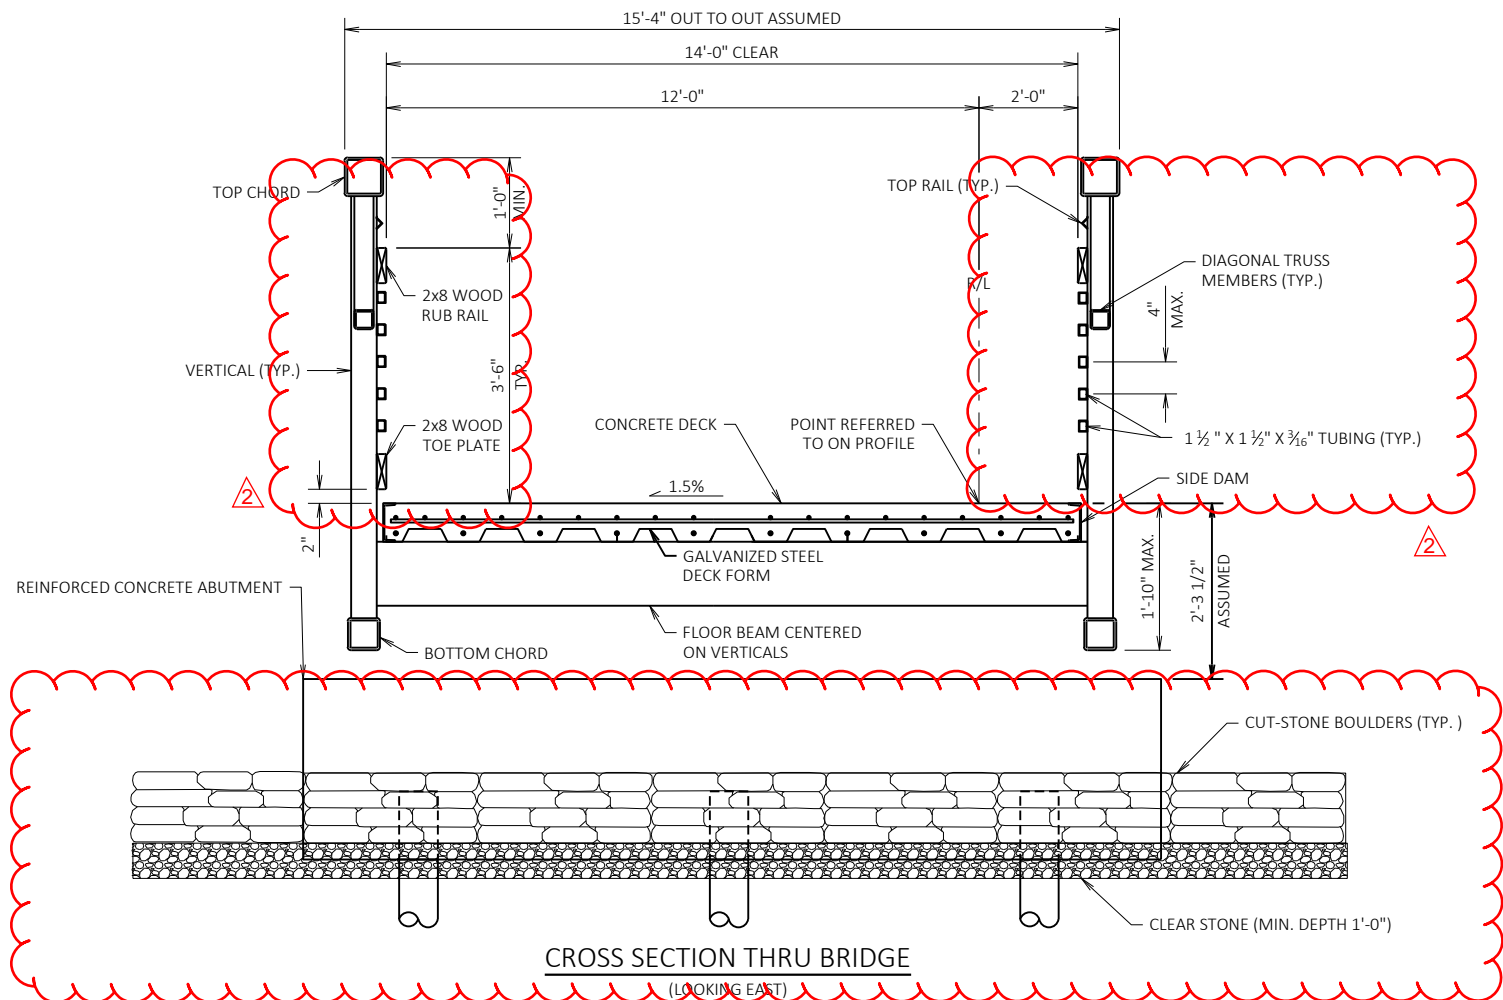 15'-4" OUT TO OUT ASSUMED
14'-0" CLEAR
12'-0"
2'-0"
TOP CHORD
1'-0"
MIN.
TOP RAIL (TYP.)
2x8 WOOD
RUB RAIL
R/L
DIAGONAL TRUSS
MEMBERS (TYP.)
4"
MAX.
VERTICAL (TYP.)
3'-6"
TYP.
2x8 WOOD
TOE PLATE
CONCRETE DECK
POINT REFERRED
TO ON PROFILE
1 ½ " X 1 ½" X ³⁄₁₆" TUBING (TYP.)
2
1.5%
SIDE DAM
2"
2
GALVANIZED STEEL
DECK FORM
1'-10" MAX.
2'-3 1/2"
ASSUMED
REINFORCED CONCRETE ABUTMENT
FLOOR BEAM CENTERED
ON VERTICALS
BOTTOM CHORD
CUT-STONE BOULDERS (TYP. )
CLEAR STONE (MIN. DEPTH 1'-0")
CROSS SECTION THRU BRIDGE
(LOOKING EAST)